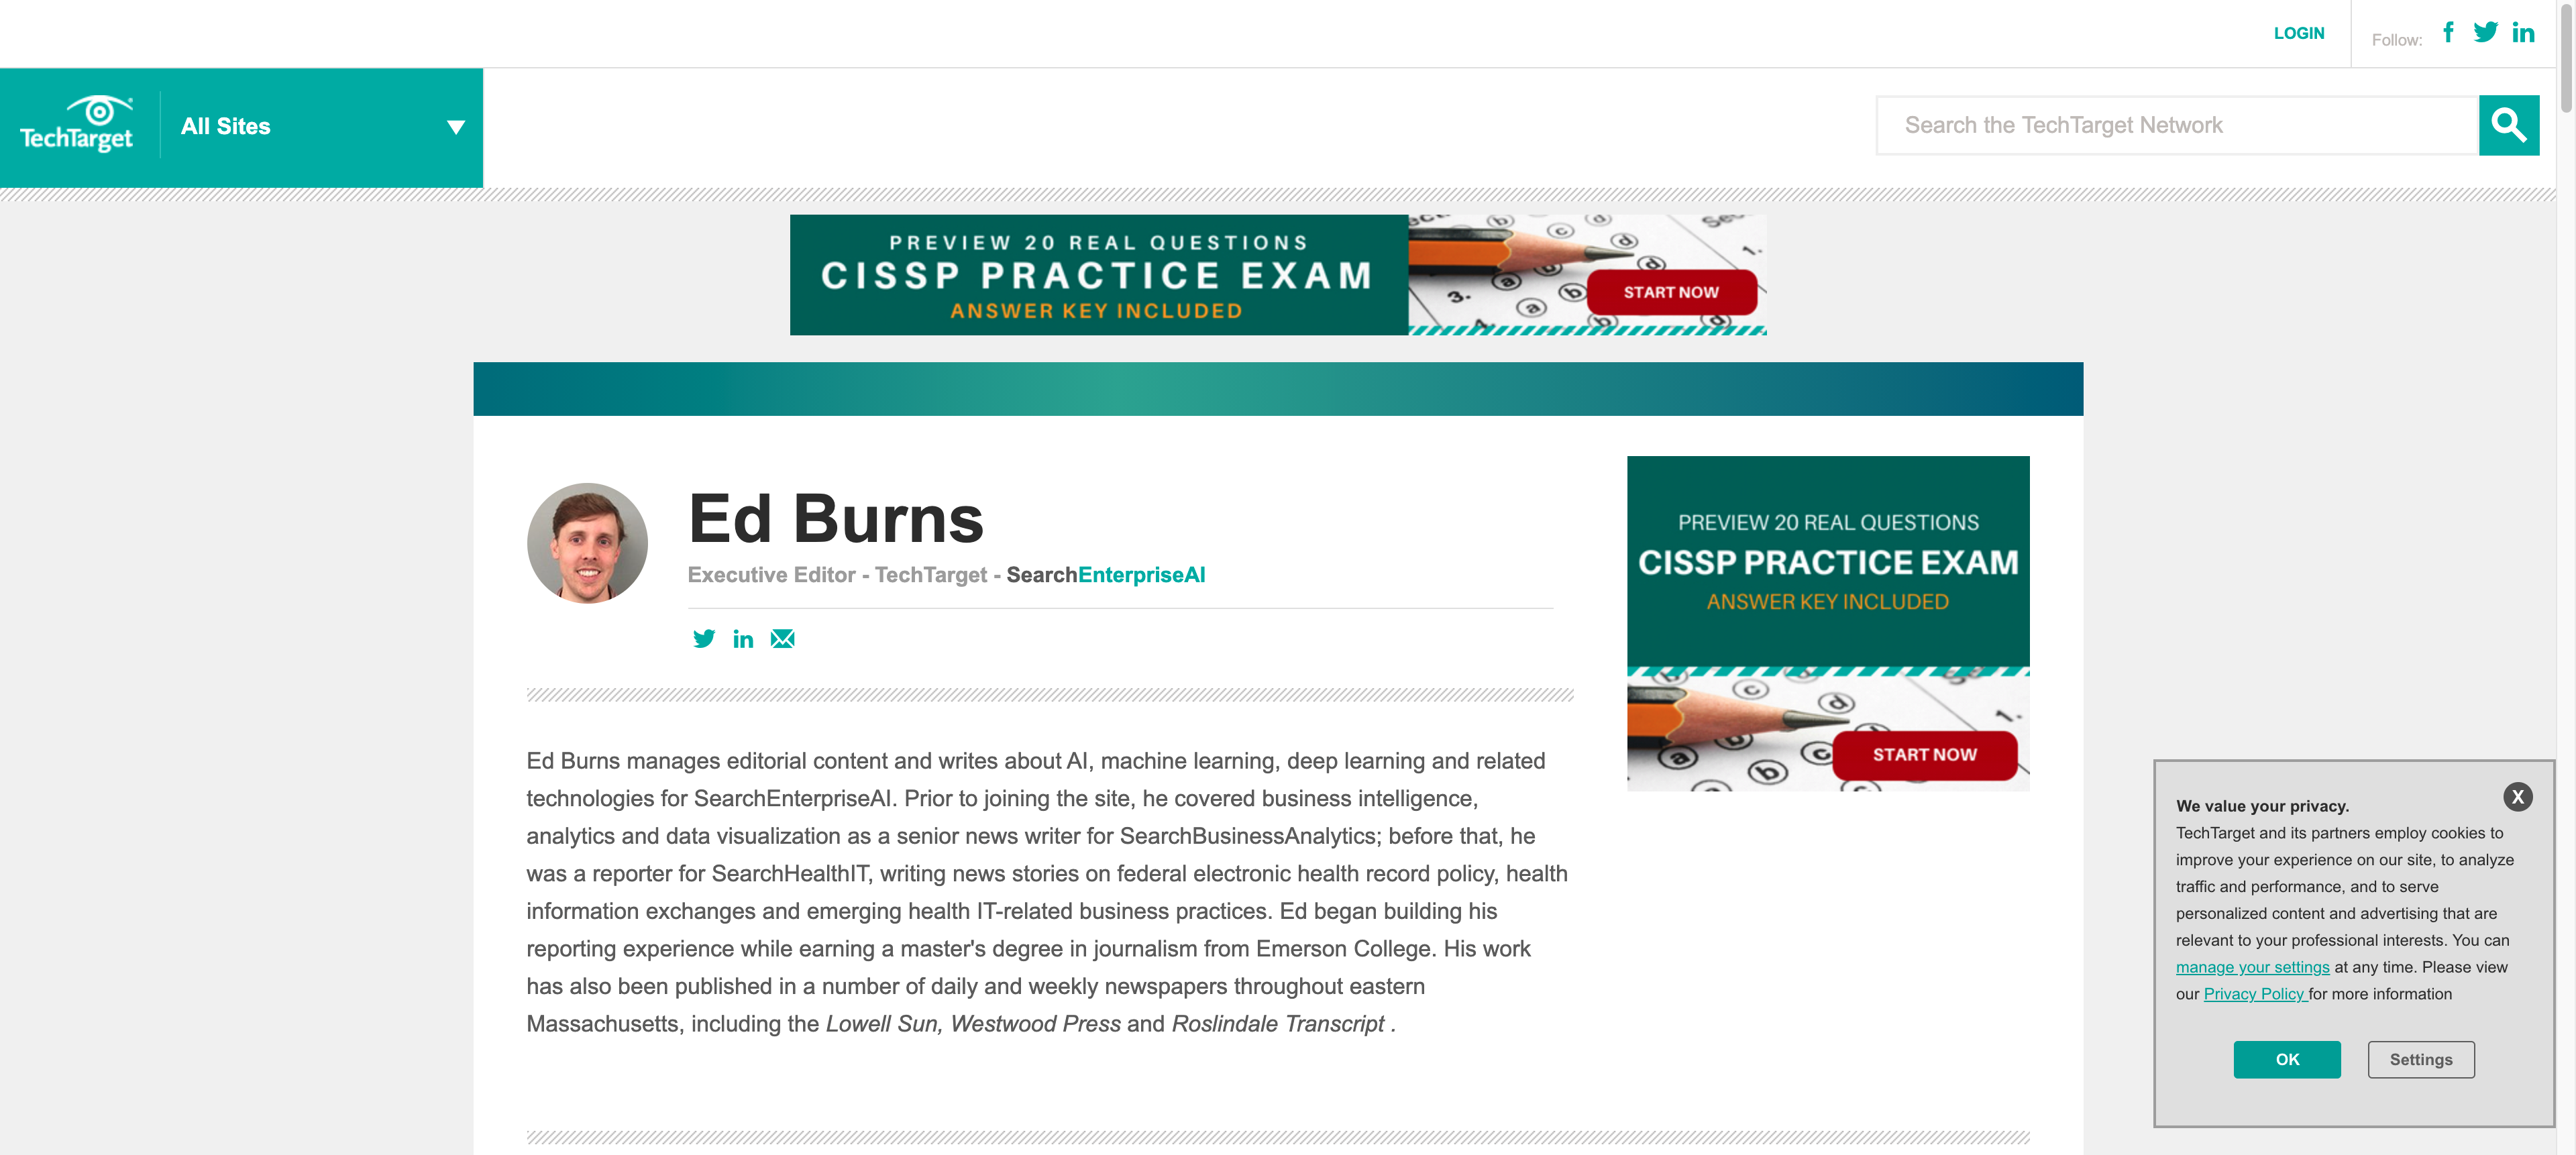 LOGIN
Follow:
TechTarget
All Sites
Search the TechTarget Network
PREVIEW 20 REAL QUESTIONS
CISSP PRACTICE EXAM
ANSWER KEY INCLUDED
START NOW
Ed Burns
Executive Editor - TechTarget - SearchEnterpriseAI
Ed Burns manages editorial content and writes about AI, machine learning, deep learning and related
technologies for SearchEnterpriseAI. Prior to joining the site, he covered business intelligence,
analytics and data visualization as a senior news writer for SearchBusinessAnalytics; before that, he
was a reporter for SearchHealthIT, writing news stories on federal electronic health record policy, health
information exchanges and emerging health IT-related business practices. Ed began building his
reporting experience while earning a master's degree in journalism from Emerson College. His work
has also been published in a number of daily and weekly newspapers throughout eastern
Massachusetts, including the Lowell Sun, Westwood Press and Roslindale Transcript .
PREVIEW 20 REAL QUESTIONS
CISSP PRACTICE EXAM
ANSWER KEY INCLUDED
START NOW
X
We value your privacy.
TechTarget and its partners employ cookies to
improve your experience on our site, to analyze
traffic and performance, and to serve
personalized content and advertising that are
relevant to your professional interests. You can
manage your settings at any time. Please view
our Privacy Policy for more information
OK
Settings